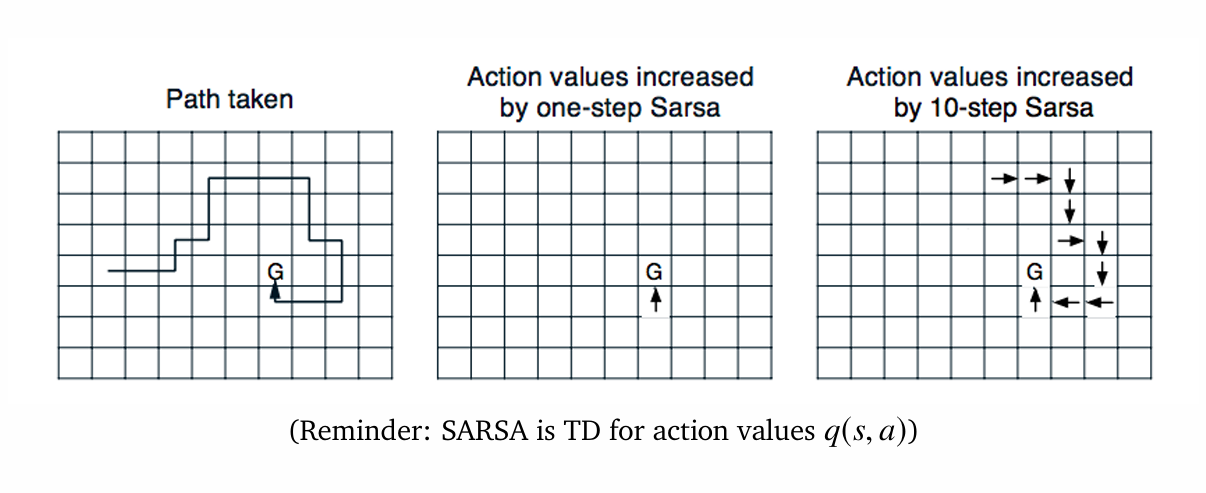 Path taken
Action values increased
by one-step Sarsa
Action values increased
by 10-step Sarsa
G
G
G
(Reminder: SARSA is TD for action values q(s, a))